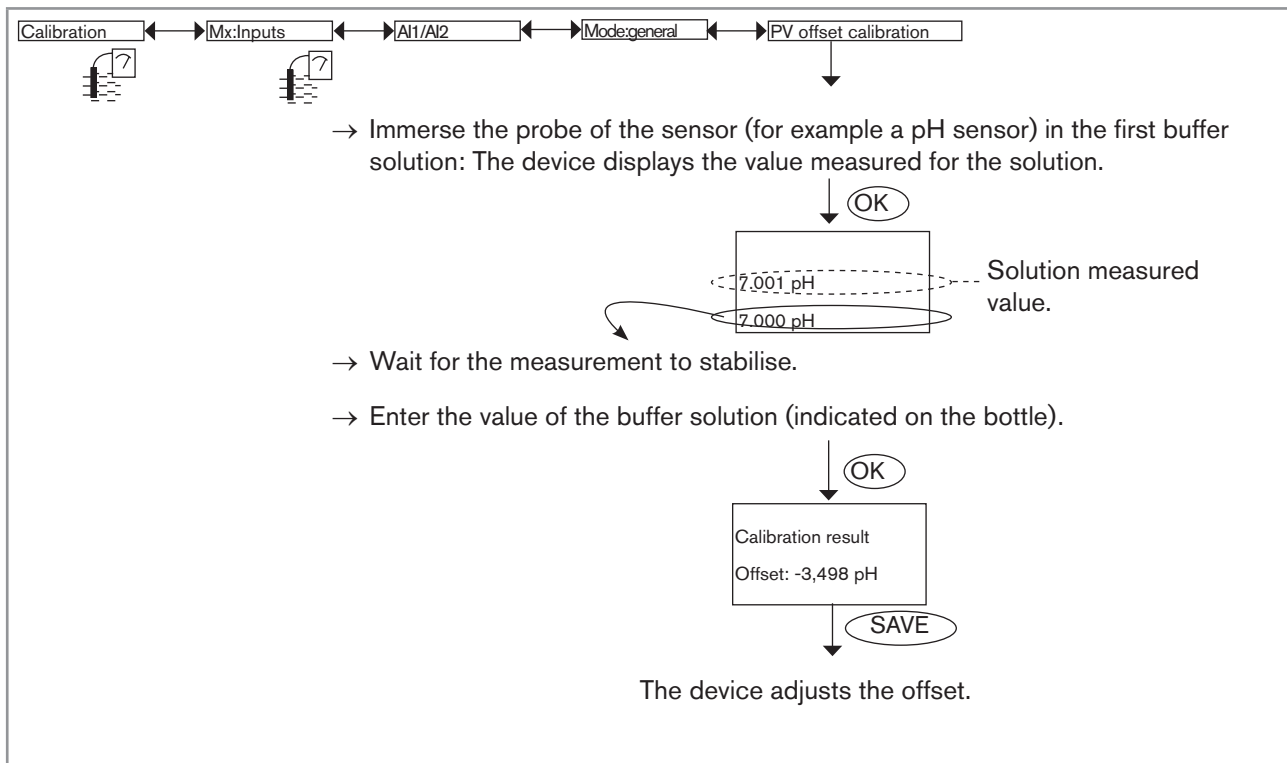 Calibration Mx:Inputs AI1/AI2 Mode:general PV offset calibration
→ Immerse the probe of the sensor (for example a pH sensor) in the first buffer
solution: The device displays the value measured for the solution.
OK
7.001 pH
Solution measured
value.
7.000 pH
→ Wait for the measurement to stabilise.
→ Enter the value of the buffer solution (indicated on the bottle).
OK
Calibration result
Offset: -3,498 pH
SAVE
The device adjusts the offset.